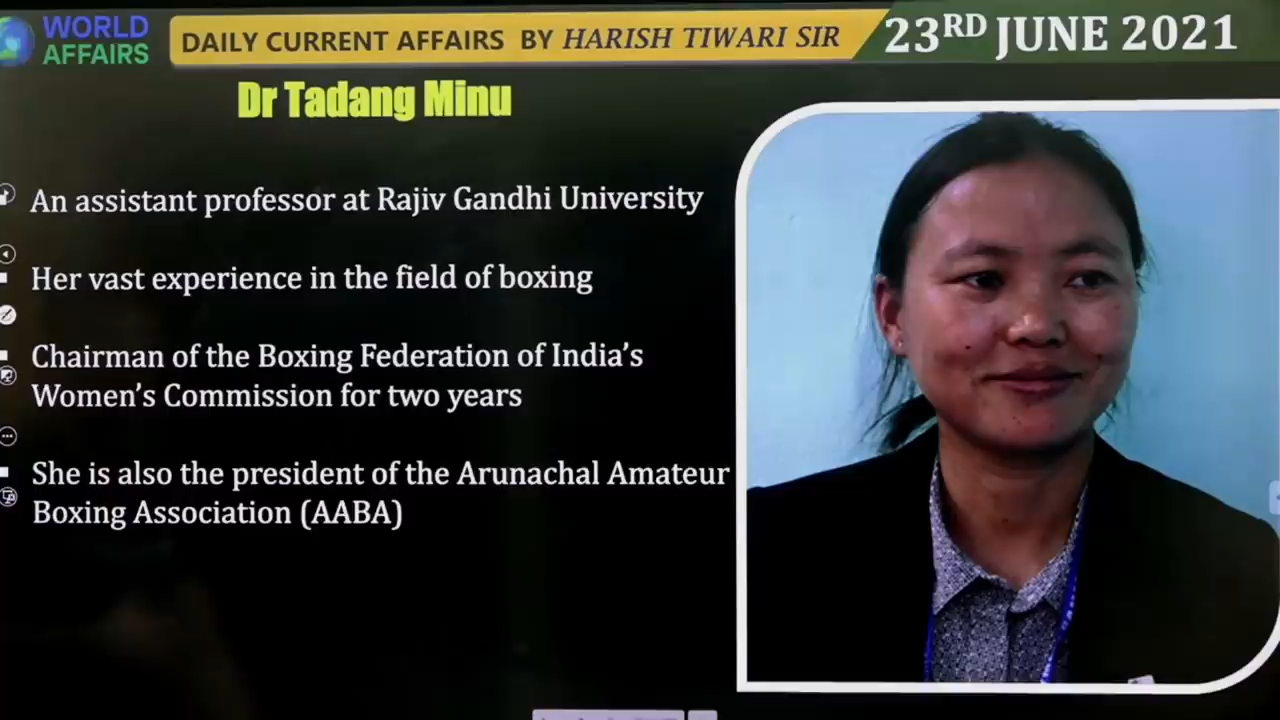 WORLD
AFFAIRS
DAILY CURRENT AFFAIRS BY HARISH TIWARI SIR
23RD JUNE 2021
Dr Tadang Minu
An assistant professor at Rajiv Gandhi University
Her vast experience in the field of boxing
Chairman of the Boxing Federation of India’s
Women’s Commission for two years
She is also the president of the Arunachal Amateur
Boxing Association (AABA)